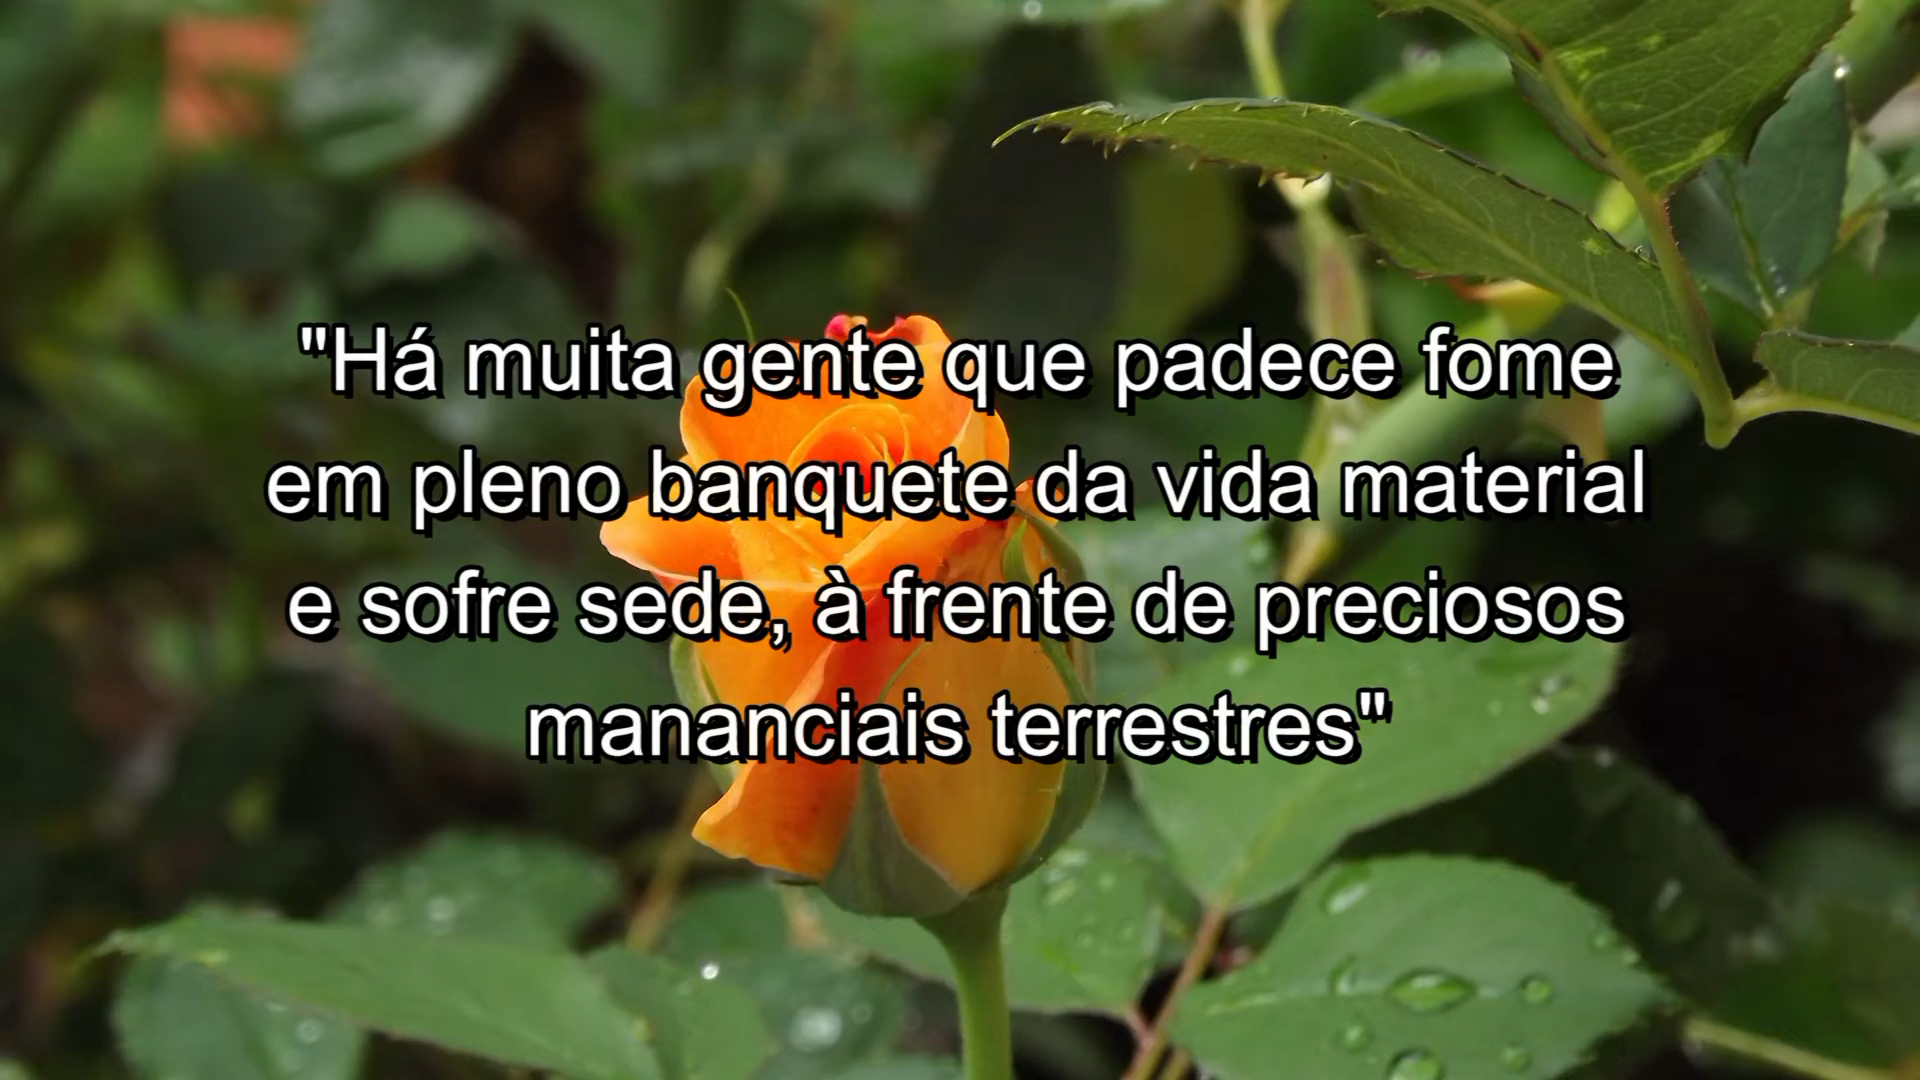 "Há muita gente que padece fome
em pleno banquete da vida material
e sofre sede, à frente de preciosos
mananciais terrestres"